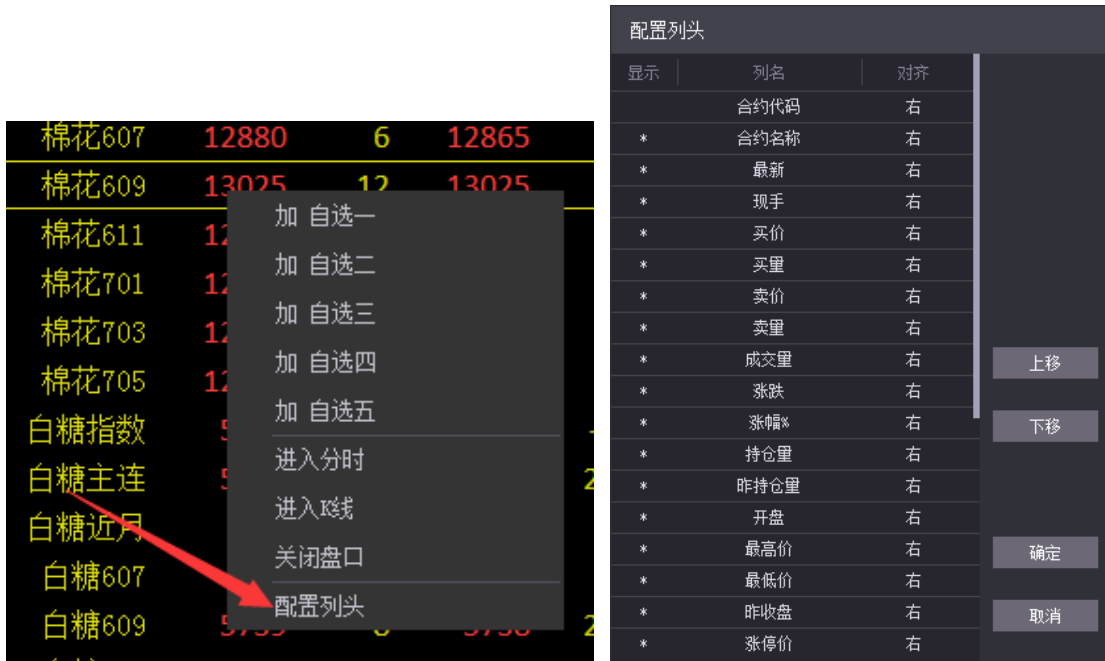 棉花607 12880 6 12865
棉花609 13025 12 13025
棉花611
棉花701
棉花703
棉花705
白糖指数
白糖主连
白糖近月
白糖607
白糖609
加 自选一
加 自选二
加 自选三
加 自选四
加 自选五
进入分时
进入K线
关闭盘口
配置列头
配置列头
显示 列名 对齐
合约代码 右
* 合约名称 右
* 最新 右
* 现手 右
* 买价 右
* 买量 右
* 卖价 右
* 卖量 右
* 成交量 右
* 涨跌 右
* 涨幅% 右
* 持仓量 右
* 昨持仓量 右
* 开盘 右
* 最高价 右
* 最低价 右
* 昨收盘 右
* 涨停价 右
上移
下移
确定
取消